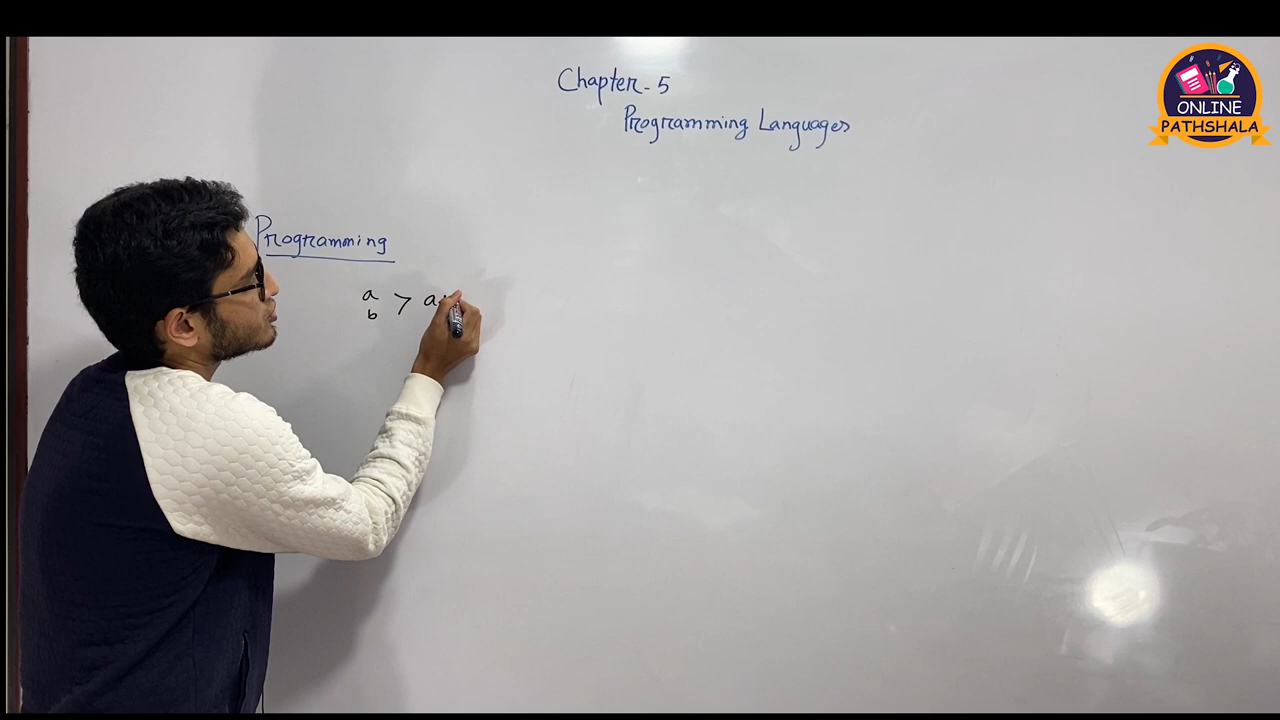 Chapter-5
Programming Languages
ONLINE
PATHSHALA
Programming
a > a
b